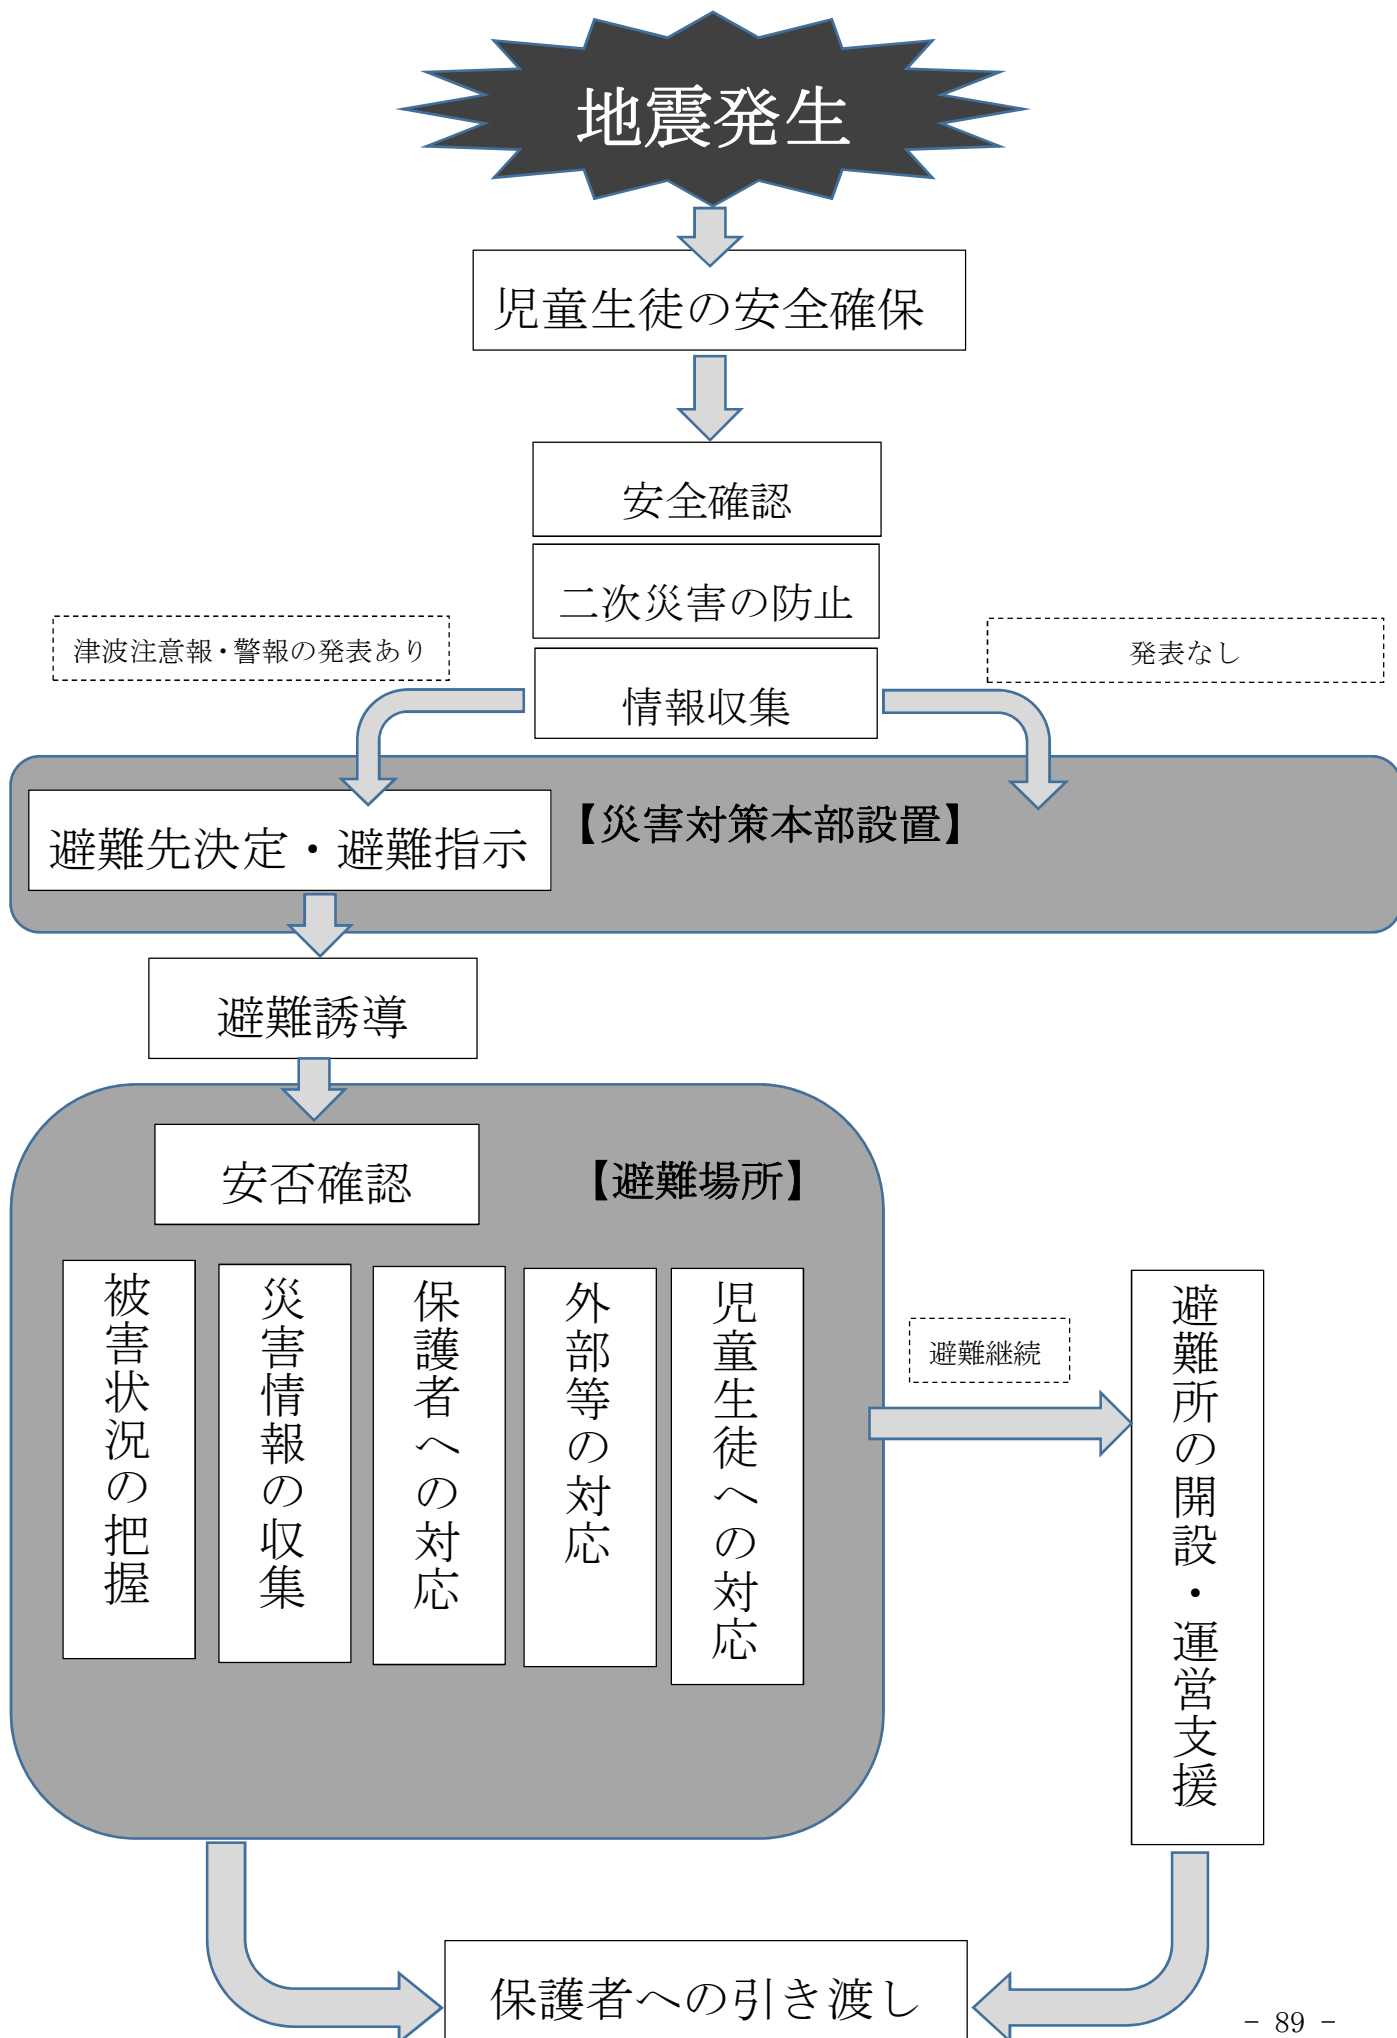 地震発生
児童生徒の安全確保
安全確認
二次災害の防止
津波注意報・警報の発表あり
発表なし
情報収集
避難先決定・避難指示
【災害対策本部設置】
避難誘導
安否確認
【避難場所】
被害状況の把握
災害情報の収集
保護者への対応
外部等の対応
児童生徒への対応
避難継続
避難所の開設・運営支援
保護者への引き渡し
- 89 -